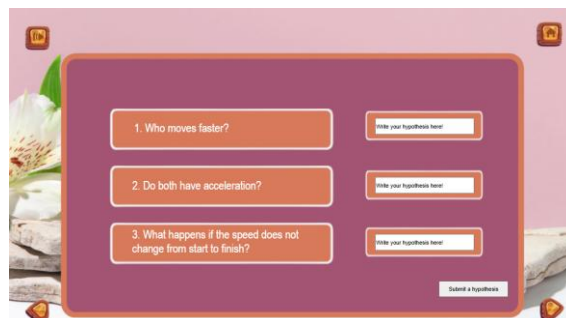 1. Who moves faster?
Write your hypothesis here!
2. Do both have acceleration?
Write your hypothesis here!
3. What happens if the speed does not
change from start to finish?
Write your hypothesis here!
Submit a hypothesis